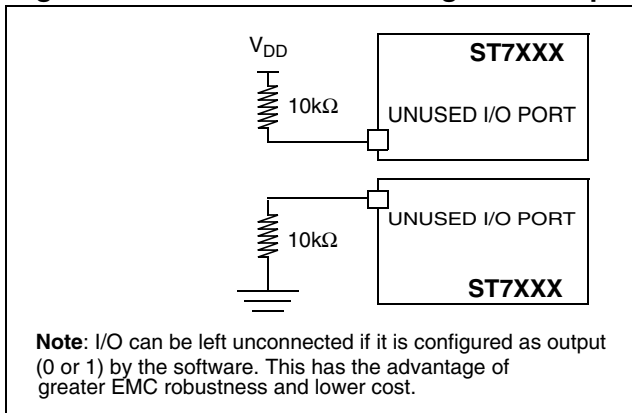 V_DD
ST7XXX
10kΩ
UNUSED I/O PORT
UNUSED I/O PORT
10kΩ
ST7XXX
Note: I/O can be left unconnected if it is configured as output
(0 or 1) by the software. This has the advantage of
greater EMC robustness and lower cost.